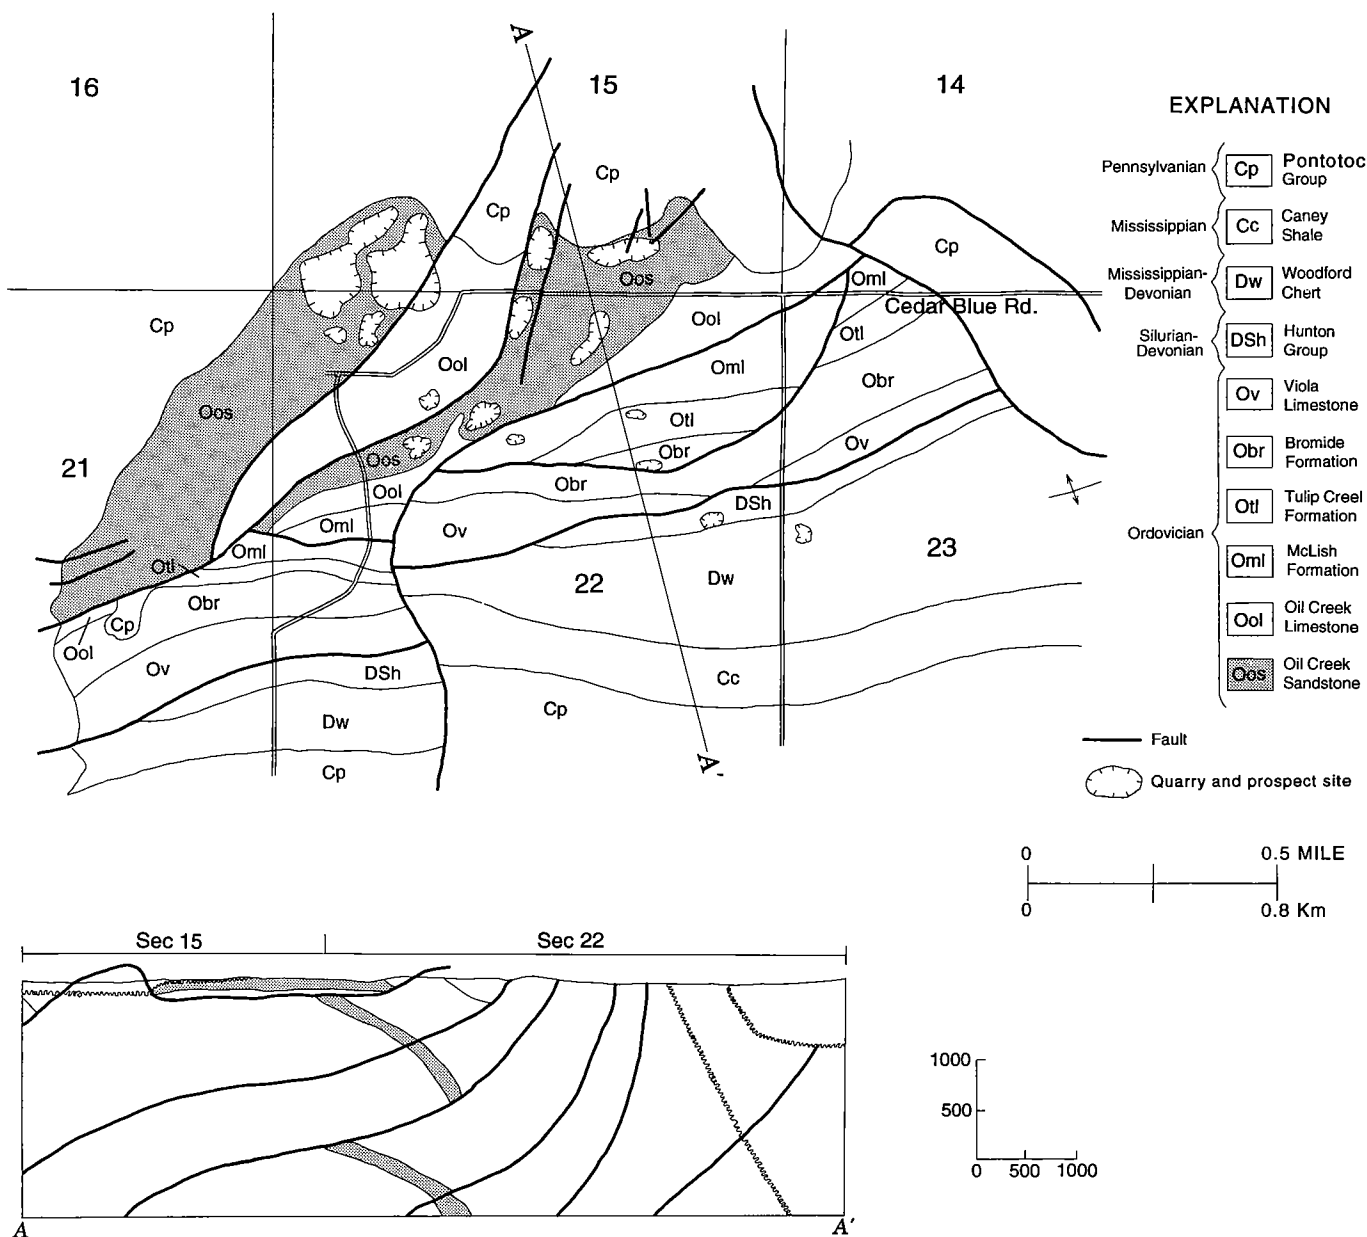 A
16
15
14
EXPLANATION
Pennsylvanian
Cp
Pontotoc
Group
Mississippian
Cc
Caney
Shale
Mississippian-
Devonian
Dw
Woodford
Chert
Silurian-
Devonian
DSh
Hunton
Group
Ov
Viola
Limestone
Obr
Bromide
Formation
Otl
Tulip Creel
Formation
Ordovician
Oml
McLish
Formation
Ool
Oil Creek
Limestone
Oos
Oil Creek
Sandstone
Fault
Quarry and prospect site
Cp
Cp
Cp
Oos
Oml
Cedar Blue Rd.
Cp
Ool
Otl
Ool
Oml
Obr
Oos
Otl
Ov
21
Oos
Obr
Obr
Ool
DSh
Oml
Ov
23
Oml
Otl
22
Dw
Obr
Cp
Ool
Ov
DSh
Cc
Cp
Dw
Cp
A'
0 0.5 MILE
0 0.8 Km
Sec 15
Sec 22
1000
500
0 500 1000
A
A'